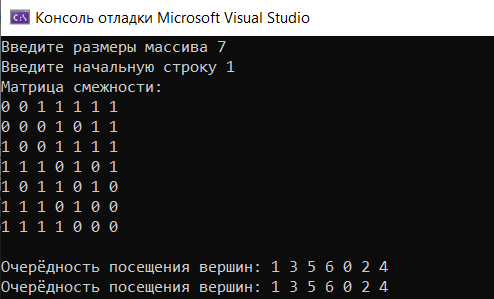 Консоль отладки Microsoft Visual Studio
Введите размеры массива 7
Введите начальную строку 1
Матрица смежности:
0 0 1 1 1 1 1
0 0 0 1 0 1 1
1 0 0 1 1 1 1
1 1 1 0 1 0 1
1 0 1 1 0 1 0
1 1 1 0 1 0 0
1 1 1 1 0 0 0
Очерёдность посещения вершин: 1 3 5 6 0 2 4
Очерёдность посещения вершин: 1 3 5 6 0 2 4